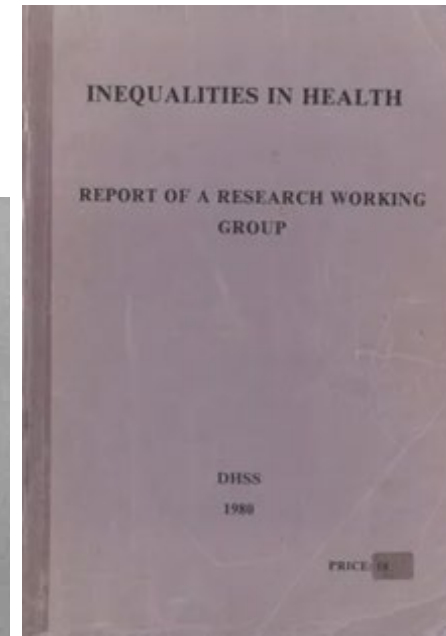 INEQUALITIES IN HEALTH
REPORT OF A RESEARCH WORKING
GROUP
DHSS
1980
PRICE: